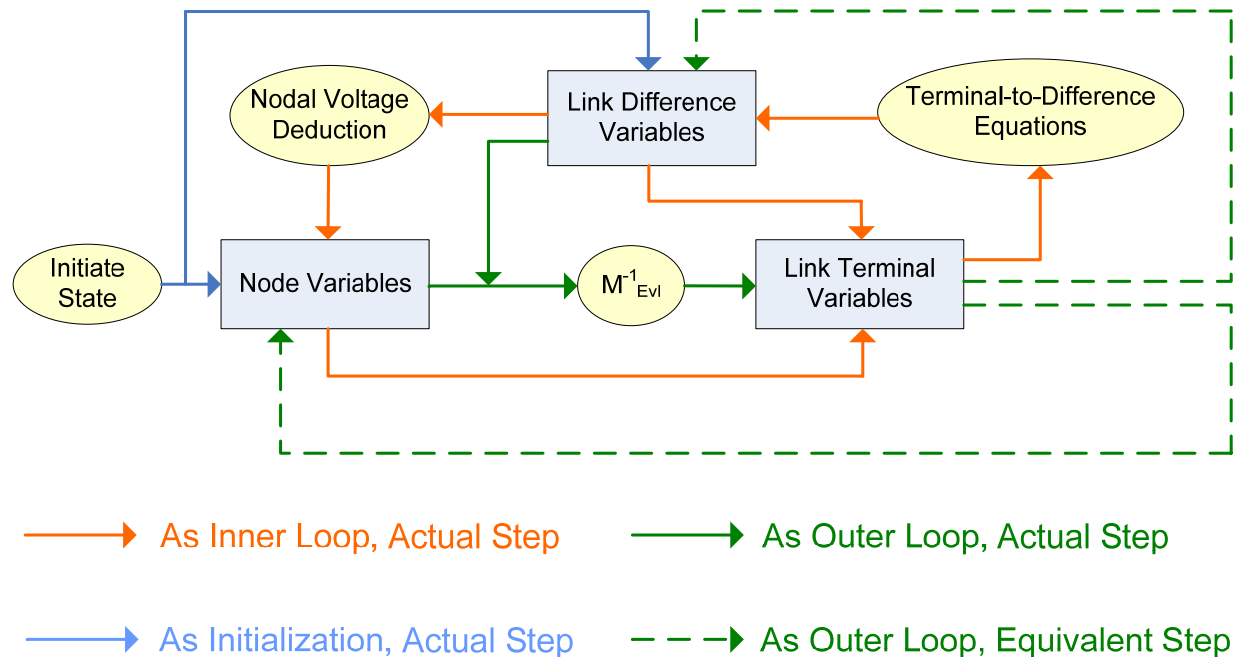 Nodal Voltage
Deduction
Link Difference
Variables
Terminal-to-Difference
Equations
Initiate
State
Node Variables
M⁻¹Evl
Link Terminal
Variables
As Inner Loop, Actual Step
As Outer Loop, Actual Step
As Initialization, Actual Step
As Outer Loop, Equivalent Step